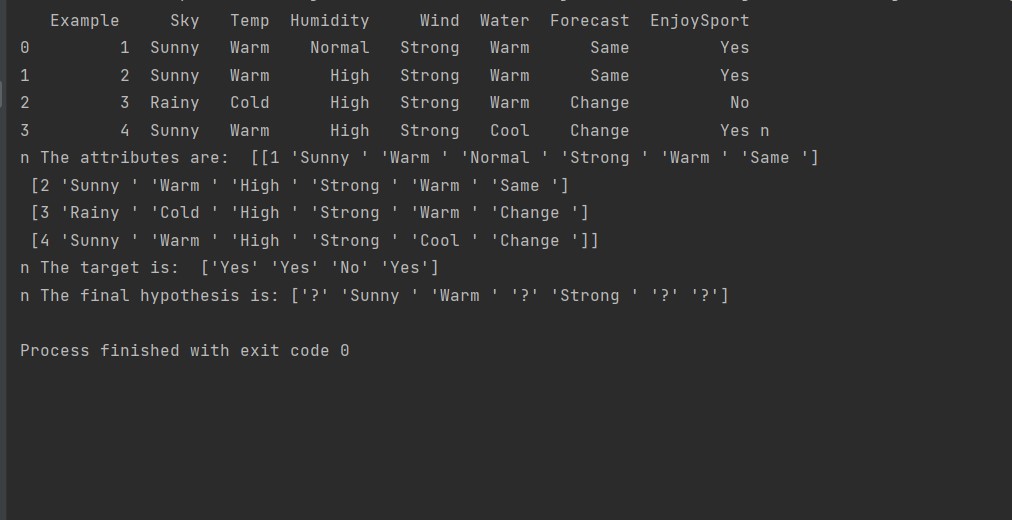 Example Sky Temp Humidity Wind Water Forecast EnjoySport
0 1 Sunny Warm Normal Strong Warm Same Yes
1 2 Sunny Warm High Strong Warm Same Yes
2 3 Rainy Cold High Strong Warm Change No
3 4 Sunny Warm High Strong Cool Change Yes n
n The attributes are:  [[1 'Sunny ' 'Warm ' 'Normal ' 'Strong ' 'Warm ' 'Same ']
[2 'Sunny ' 'Warm ' 'High ' 'Strong ' 'Warm ' 'Same ']
[3 'Rainy ' 'Cold ' 'High ' 'Strong ' 'Warm ' 'Change ']
[4 'Sunny ' 'Warm ' 'High ' 'Strong ' 'Cool ' 'Change ']]
n The target is:  ['Yes' 'Yes' 'No' 'Yes']
n The final hypothesis is: ['?' 'Sunny ' 'Warm ' '?' 'Strong ' '?' '?']
Process finished with exit code 0